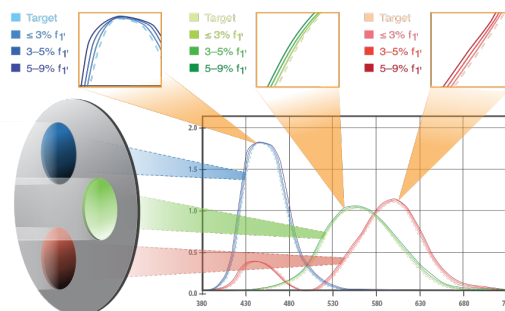 Target
≤ 3% f1'
3–5% f1'
5–9% f1'
Target
≤ 3% f1'
3–5% f1'
5–9% f1'
Target
≤ 3% f1'
3–5% f1'
5–9% f1'
2.0
1.5
1.0
0.5
0.0
380 430 480 530 580 630 680